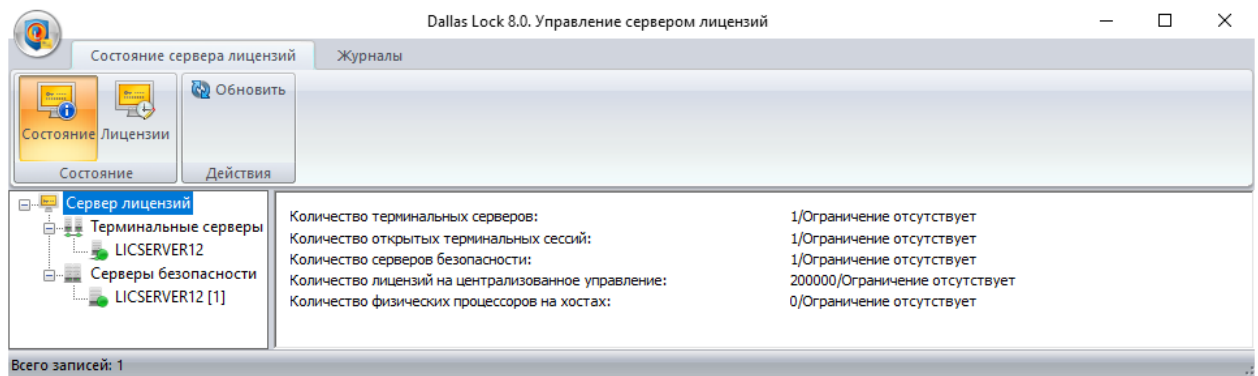 Dallas Lock 8.0. Управление сервером лицензий
Состояние сервера лицензий Журналы
Состояние Лицензии Обновить
Состояние Действия
Сервер лицензий
Терминальные серверы
LICSERVER12
Серверы безопасности
LICSERVER12 [1]
Количество терминальных серверов: 1/Ограничение отсутствует
Количество открытых терминальных сессий: 1/Ограничение отсутствует
Количество серверов безопасности: 1/Ограничение отсутствует
Количество лицензий на централизованное управление: 200000/Ограничение отсутствует
Количество физических процессоров на хостах: 0/Ограничение отсутствует
Всего записей: 1